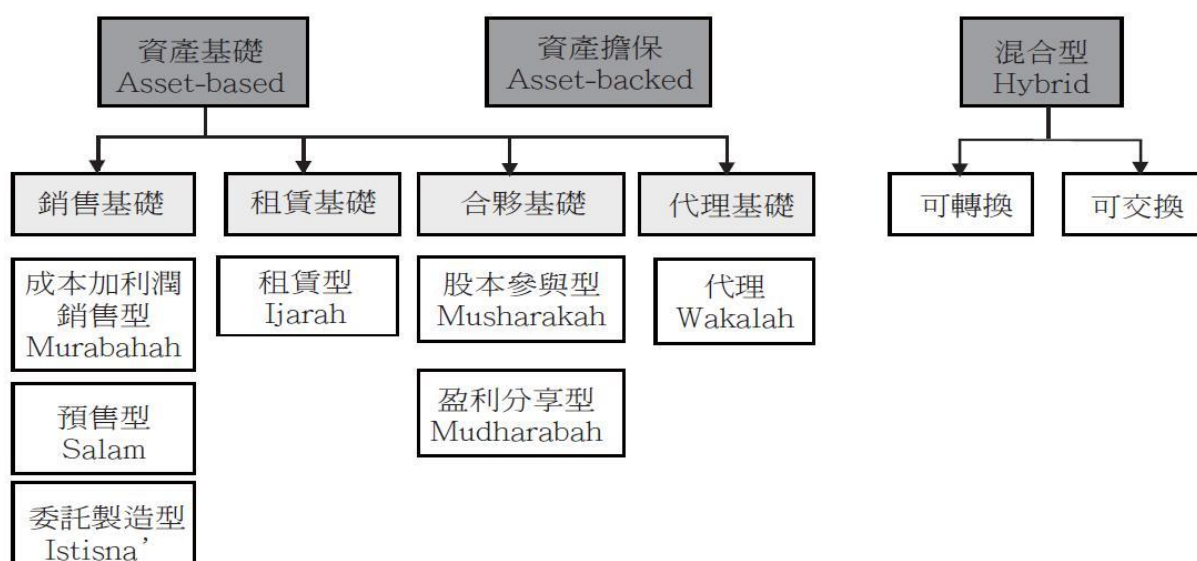 資產基礎
Asset-based
資產擔保
Asset-backed
混合型
Hybrid
銷售基礎
租賃基礎
合夥基礎
代理基礎
可轉換
可交換
成本加利潤
銷售型
Murabahah
租賃型
Ijarah
股本參與型
Musharakah
代理
Wakalah
預售型
Salam
盈利分享型
Mudharabah
委託製造型
Istisna’